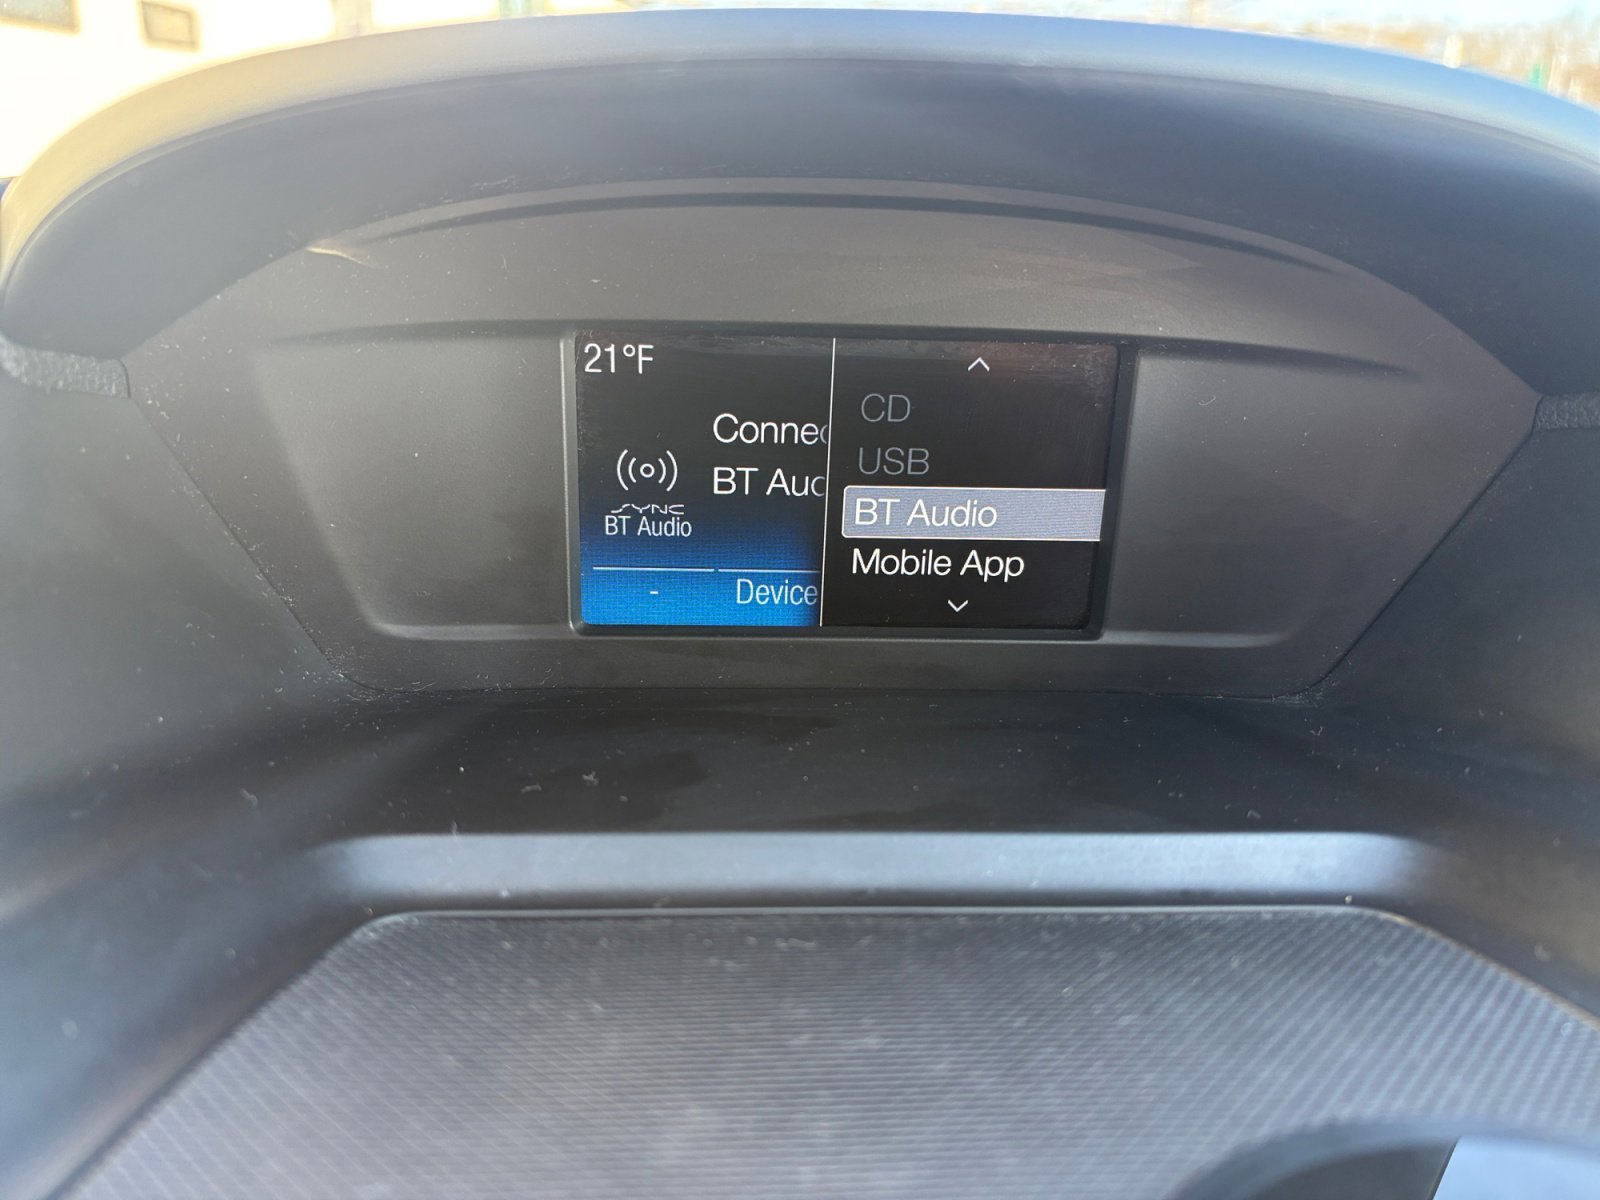 21°F
Connec
BT Auc
SYNC
BT Audio
-
Device
CD
USB
BT Audio
Mobile App